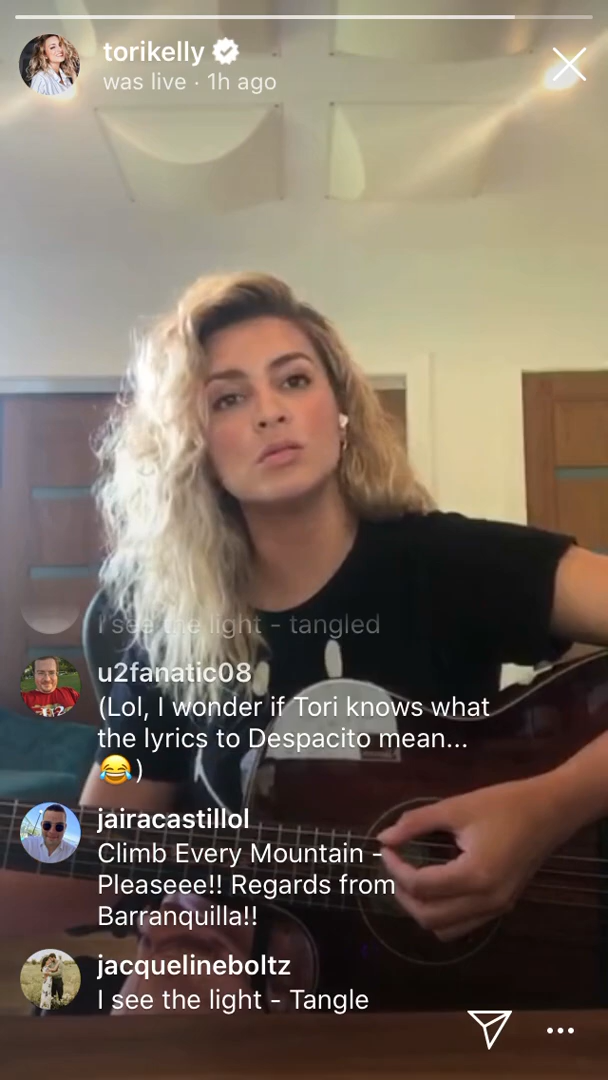 torikelly
was live · 1h ago
I see the light - tangled
u2fanatic08
(Lol, I wonder if Tori knows what
the lyrics to Despacito mean...
😂)
jairacastillol
Climb Every Mountain -
Pleaseee!! Regards from
Barranquilla!!
jacquelineboltz
I see the light - Tangle